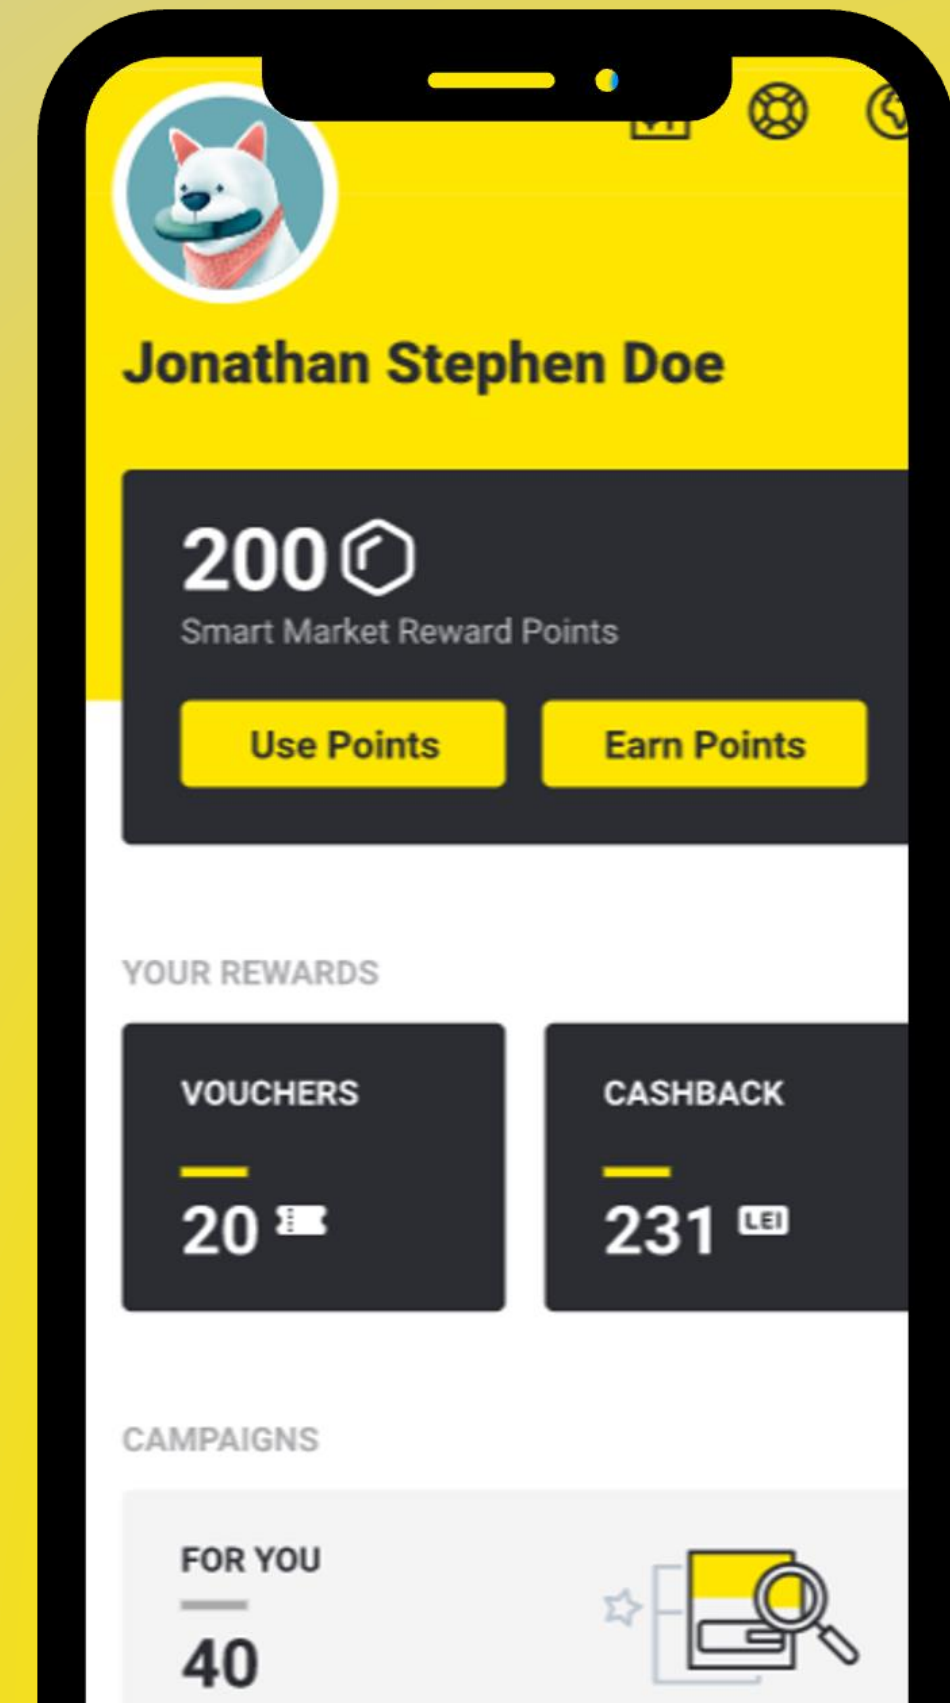 Jonathan Stephen Doe
200
Smart Market Reward Points
Use Points
Earn Points
YOUR REWARDS
VOUCHERS
CASHBACK
20
231 LEI
CAMPAIGNS
FOR YOU
40